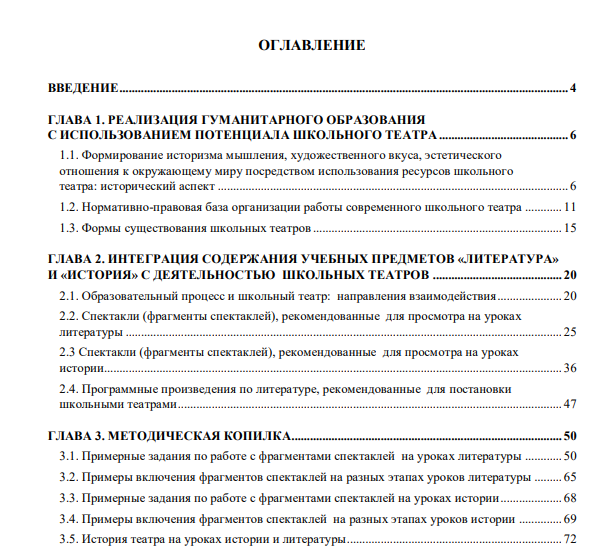 ОГЛАВЛЕНИЕ
ВВЕДЕНИЕ 4
ГЛАВА 1. РЕАЛИЗАЦИЯ ГУМАНИТАРНОГО ОБРАЗОВАНИЯ
С ИСПОЛЬЗОВАНИЕМ ПОТЕНЦИАЛА ШКОЛЬНОГО ТЕАТРА 6
1.1. Формирование историзма мышления, художественного вкуса, эстетического
отношения к окружающему миру посредством использования ресурсов школьного
театра: исторический аспект 6
1.2. Нормативно-правовая база организации работы современного школьного театра 11
1.3. Формы существования школьных театров 15
ГЛАВА 2. ИНТЕГРАЦИЯ СОДЕРЖАНИЯ УЧЕБНЫХ ПРЕДМЕТОВ «ЛИТЕРАТУРА»
И «ИСТОРИЯ» С ДЕЯТЕЛЬНОСТЬЮ ШКОЛЬНЫХ ТЕАТРОВ 20
2.1. Образовательный процесс и школьный театр: направления взаимодействия 20
2.2. Спектакли (фрагменты спектаклей), рекомендованные для просмотра на уроках
литературы 25
2.3 Спектакли (фрагменты спектаклей), рекомендованные для просмотра на уроках
истории 36
2.4. Программные произведения по литературе, рекомендованные для постановки
школьными театрами 47
ГЛАВА 3. МЕТОДИЧЕСКАЯ КОПИЛКА 50
3.1. Примерные задания по работе с фрагментами спектаклей на уроках литературы 50
3.2. Примеры включения фрагментов спектаклей на разных этапах уроков литературы 65
3.3. Примерные задания по работе с фрагментами спектаклей на уроках истории 68
3.4. Примеры включения фрагментов спектаклей на разных этапах уроков истории 69
3.5. История театра на уроках истории и литературы 72